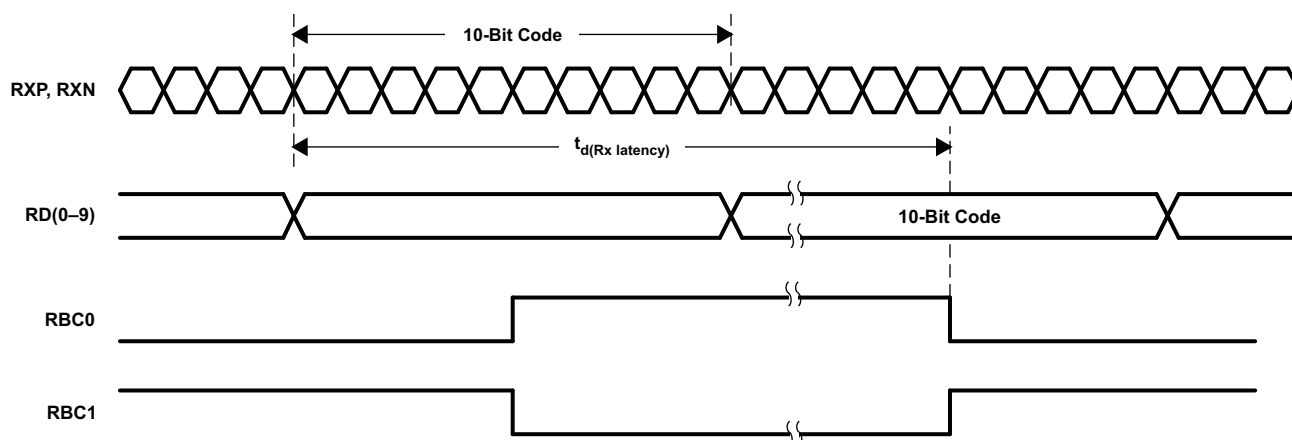 10-Bit Code
RXP, RXN
td(Rx latency)
RD(0–9)
10-Bit Code
RBC0
RBC1